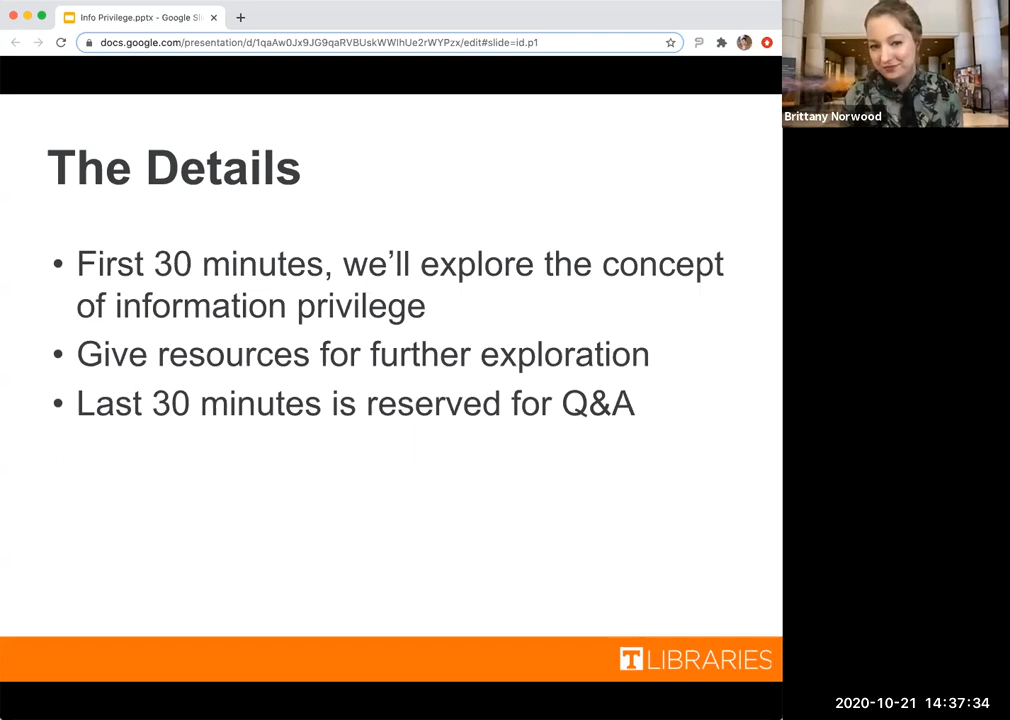 Info Privilege.pptx - Google Sli
docs.google.com/presentation/d/1qaAw0Jx9JG9qaRVBUskWWIhUe2rWYPzx/edit#slide=id.p1
Brittany Norwood
The Details
• First 30 minutes, we’ll explore the concept
of information privilege
• Give resources for further exploration
• Last 30 minutes is reserved for Q&A
T LIBRARIES
2020-10-21 14:37:34